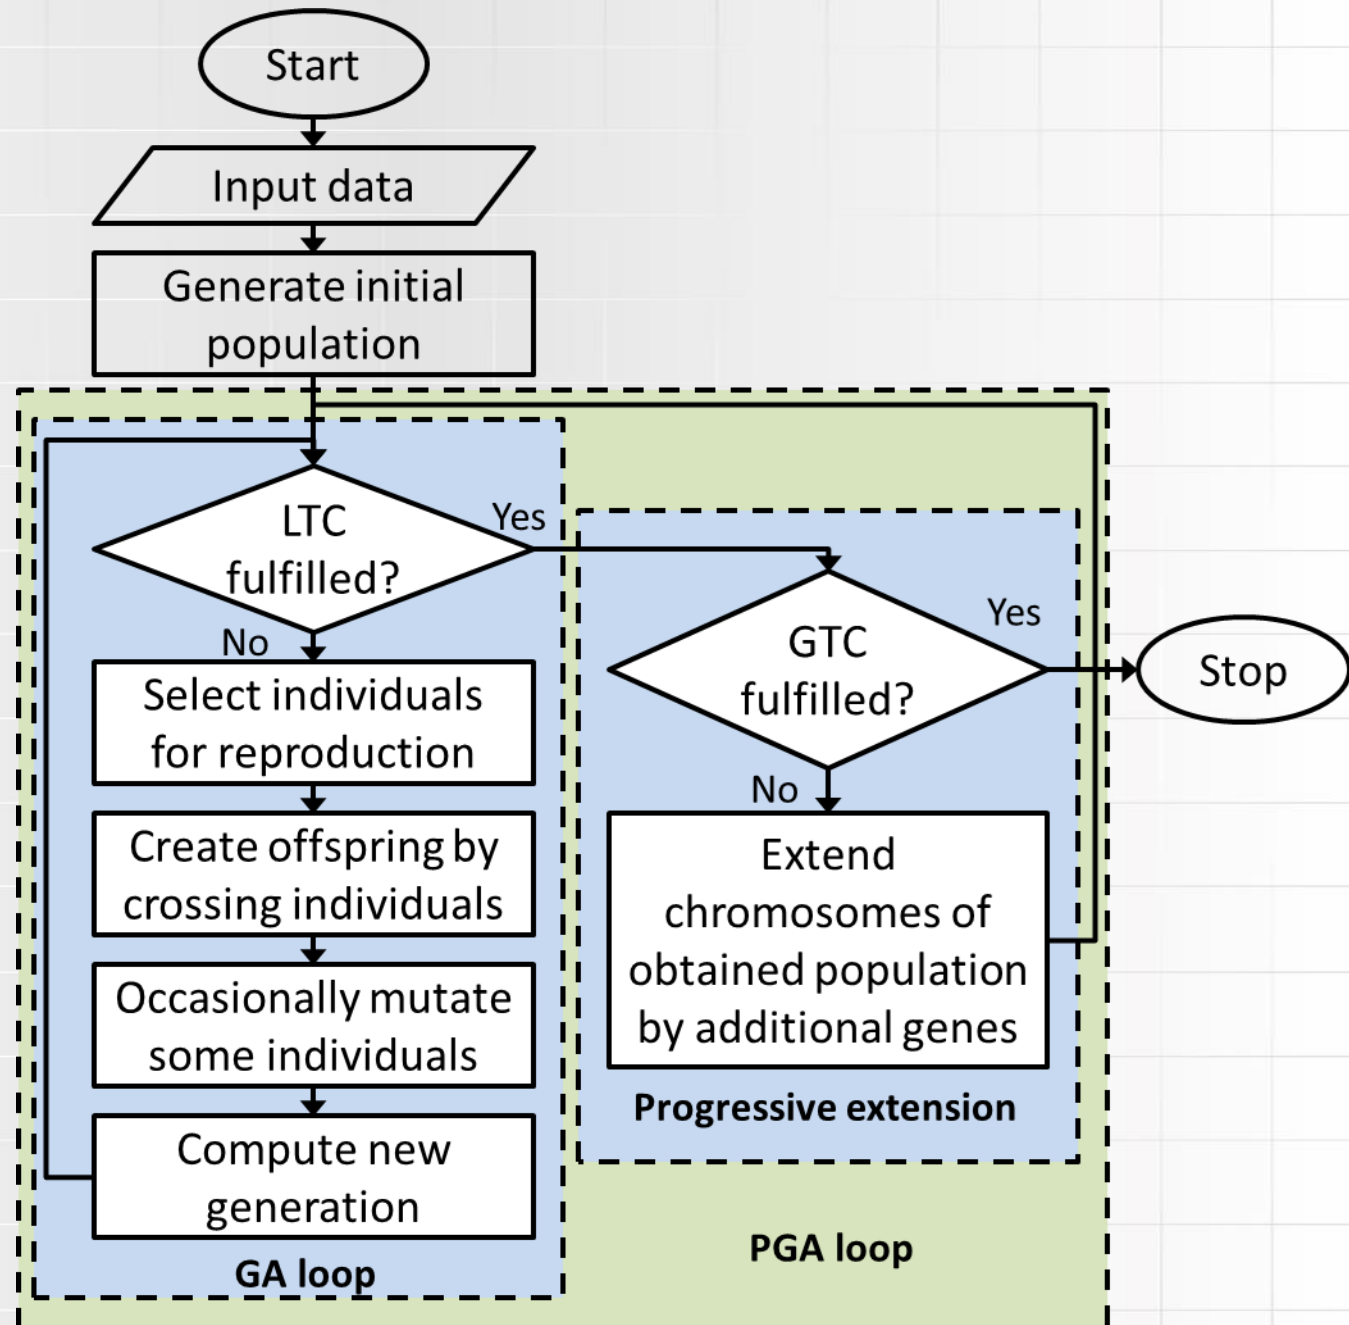 Start
Input data
Generate initial
population
LTC
fulfilled?
Yes
No
Select individuals
for reproduction
Create offspring by
crossing individuals
Occasionally mutate
some individuals
Compute new
generation
GA loop
GTC
fulfilled?
Yes
No
Stop
Extend
chromosomes of
obtained population
by additional genes
Progressive extension
PGA loop